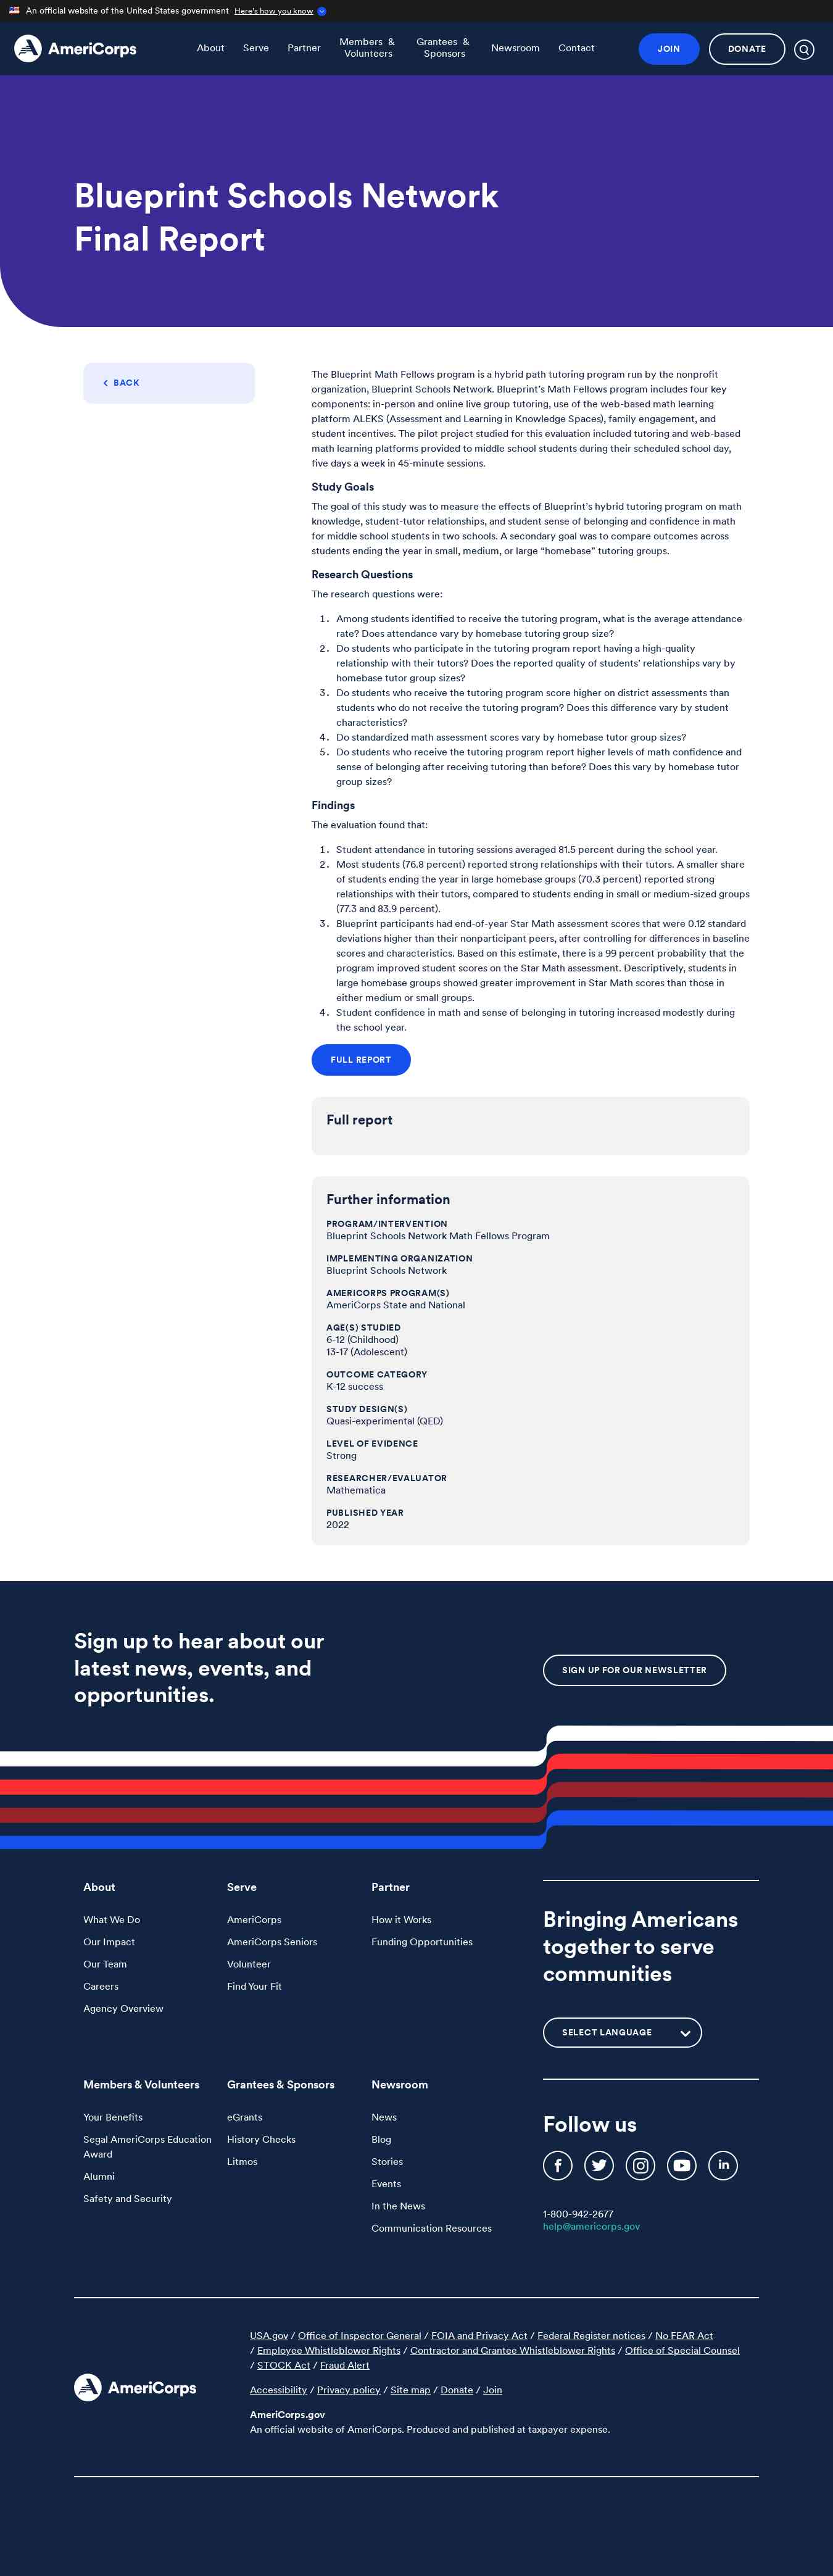 An official website of the United States government Here's how you know
AmeriCorps
About
Serve
Partner
Members &
Volunteers
Grantees &
Sponsors
Newsroom
Contact
JOIN
DONATE
Blueprint Schools Network
Final Report
BACK
The Blueprint Math Fellows program is a hybrid path tutoring program run by the nonprofit
organization, Blueprint Schools Network. Blueprint's Math Fellows program includes four key
components: in-person and online live group tutoring, use of the web-based math learning
platform ALEKS (Assessment and Learning in Knowledge Spaces), family engagement, and
student incentives. The pilot project studied for this evaluation included tutoring and web-based
math learning platforms provided to middle school students during their scheduled school day,
five days a week in 45-minute sessions.
Study Goals
The goal of this study was to measure the effects of Blueprint's hybrid tutoring program on math
knowledge, student-tutor relationships, and student sense of belonging and confidence in math
for middle school students in two schools. A secondary goal was to compare outcomes across
students ending the year in small, medium, or large “homebase” tutoring groups.
Research Questions
The research questions were:
1. Among students identified to receive the tutoring program, what is the average attendance
rate? Does attendance vary by homebase tutoring group size?
2. Do students who participate in the tutoring program report having a high-quality
relationship with their tutors? Does the reported quality of students' relationships vary by
homebase tutor group sizes?
3. Do students who receive the tutoring program score higher on district assessments than
students who do not receive the tutoring program? Does this difference vary by student
characteristics?
4. Do standardized math assessment scores vary by homebase tutor group sizes?
5. Do students who receive the tutoring program report higher levels of math confidence and
sense of belonging after receiving tutoring than before? Does this vary by homebase tutor
group sizes?
Findings
The evaluation found that:
1. Student attendance in tutoring sessions averaged 81.5 percent during the school year.
2. Most students (76.8 percent) reported strong relationships with their tutors. A smaller share
of students ending the year in large homebase groups (70.3 percent) reported strong
relationships with their tutors, compared to students ending in small or medium-sized groups
(77.3 and 83.9 percent).
3. Blueprint participants had end-of-year Star Math assessment scores that were 0.12 standard
deviations higher than their nonparticipant peers, after controlling for differences in baseline
scores and characteristics. Based on this estimate, there is a 99 percent probability that the
program improved student scores on the Star Math assessment. Descriptively, students in
large homebase groups showed greater improvement in Star Math scores than those in
either medium or small groups.
4. Student confidence in math and sense of belonging in tutoring increased modestly during
the school year.
FULL REPORT
Full report
Further information
PROGRAM/INTERVENTION
Blueprint Schools Network Math Fellows Program
IMPLEMENTING ORGANIZATION
Blueprint Schools Network
AMERICORPS PROGRAM(S)
AmeriCorps State and National
AGE(S) STUDIED
6-12 (Childhood)
13-17 (Adolescent)
OUTCOME CATEGORY
K-12 success
STUDY DESIGN(S)
Quasi-experimental (QED)
LEVEL OF EVIDENCE
Strong
RESEARCHER/EVALUATOR
Mathematica
PUBLISHED YEAR
2022
Sign up to hear about our
latest news, events, and
opportunities.
SIGN UP FOR OUR NEWSLETTER
About
What We Do
Our Impact
Our Team
Careers
Agency Overview
Serve
AmeriCorps
AmeriCorps Seniors
Volunteer
Find Your Fit
Partner
How it Works
Funding Opportunities
Bringing Americans
together to serve
communities
SELECT LANGUAGE
Members & Volunteers
Your Benefits
Segal AmeriCorps Education
Award
Alumni
Safety and Security
Grantees & Sponsors
eGrants
History Checks
Litmos
Newsroom
News
Blog
Stories
Events
In the News
Communication Resources
Follow us
1-800-942-2677
help@americorps.gov
AmeriCorps
USA.gov / Office of Inspector General / FOIA and Privacy Act / Federal Register notices / No FEAR Act
/ Employee Whistleblower Rights / Contractor and Grantee Whistleblower Rights / Office of Special Counsel
/ STOCK Act / Fraud Alert
Accessibility / Privacy policy / Site map / Donate / Join
AmeriCorps.gov
An official website of AmeriCorps. Produced and published at taxpayer expense.